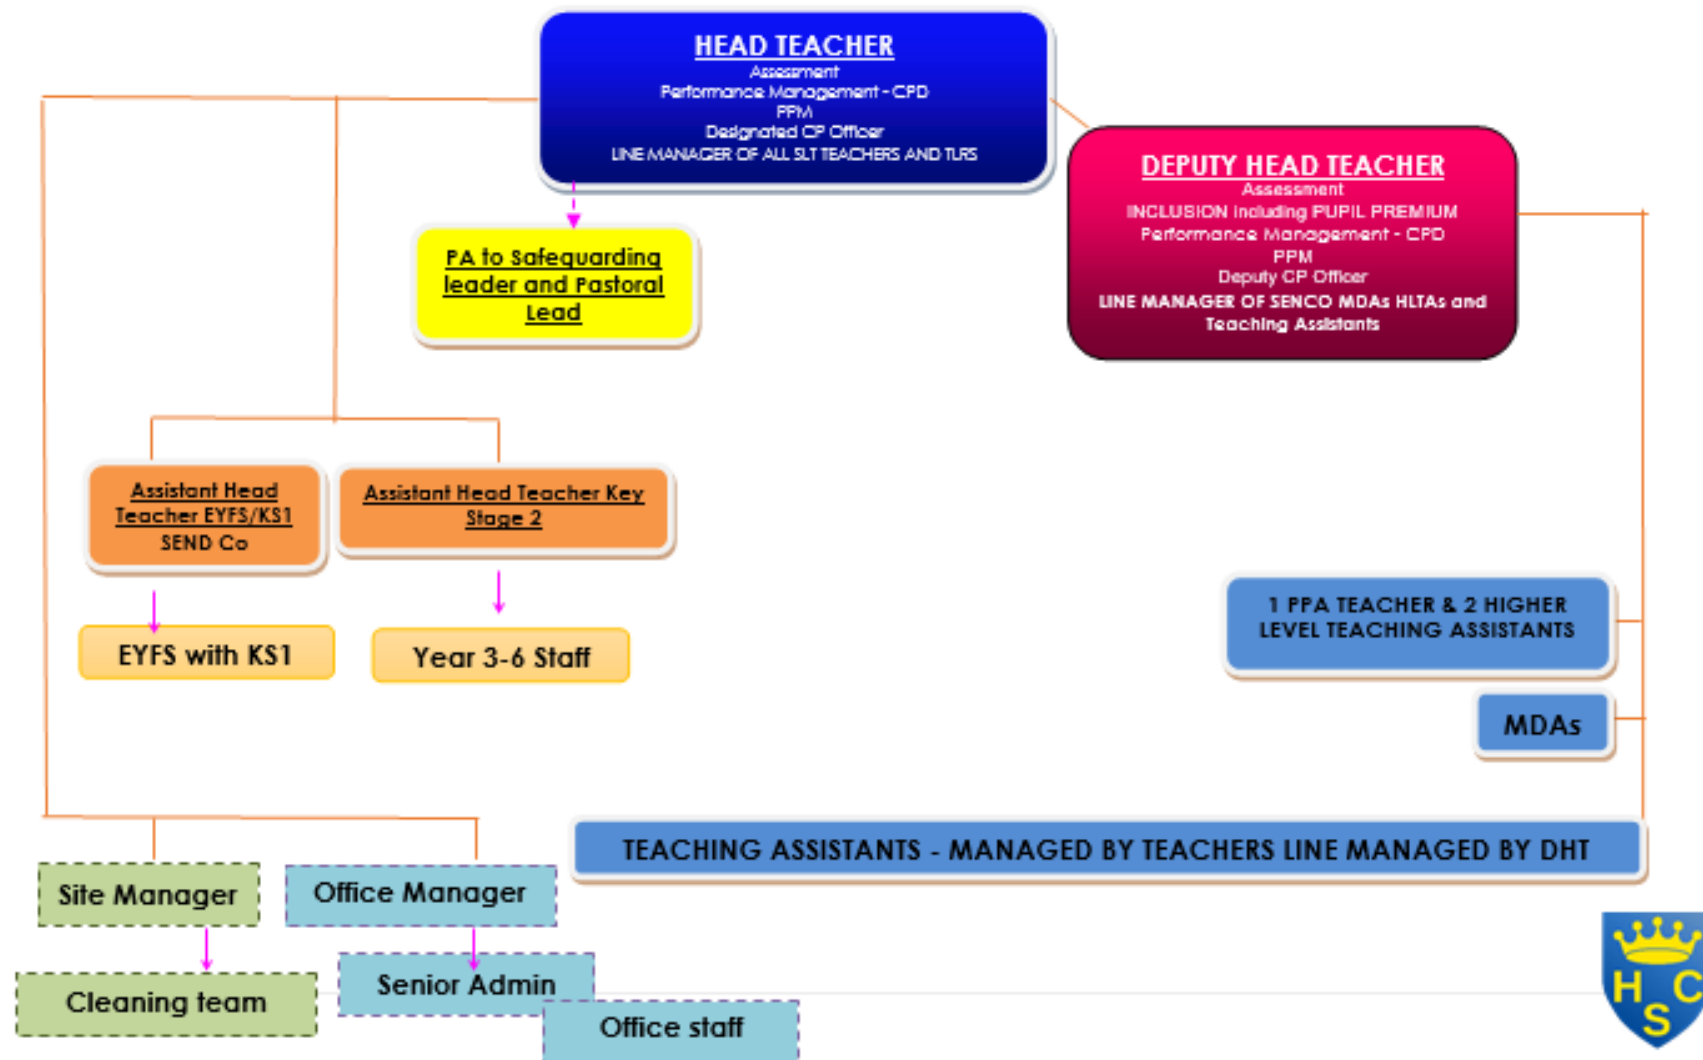 HEAD TEACHER
Assessment
Performance Management - CPD
PPM
Designated CP Officer
LINE MANAGER OF ALL SLT TEACHERS AND TLRS
DEPUTY HEAD TEACHER
Assessment
INCLUSION including PUPIL PREMIUM
Performance Management - CPD
PPM
Deputy CP Officer
LINE MANAGER OF SENCO MDAs HLTAs and
Teaching Assistants
PA to Safeguarding
leader and Pastoral
Lead
Assistant Head
Teacher EYFS/KS1
SEND Co
Assistant Head Teacher Key
Stage 2
EYFS with KS1
Year 3-6 Staff
1 PPA TEACHER & 2 HIGHER
LEVEL TEACHING ASSISTANTS
MDAs
TEACHING ASSISTANTS - MANAGED BY TEACHERS LINE MANAGED BY DHT
Site Manager
Office Manager
Cleaning team
Senior Admin
Office staff
H C
S